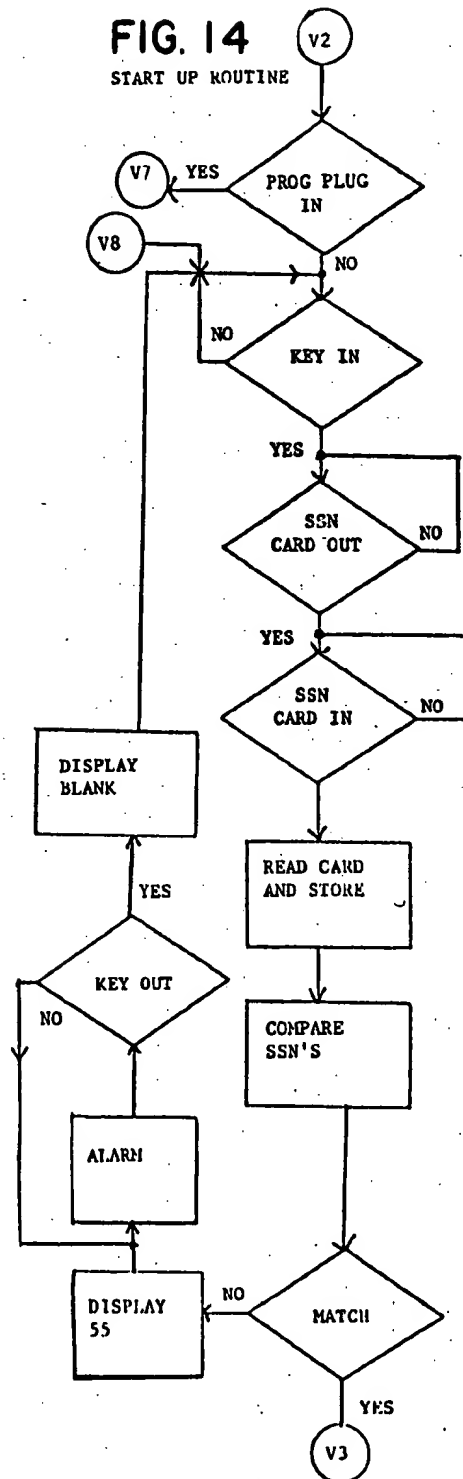 FIG. 14
START UP ROUTINE
V2
PROG PLUG
IN
YES
V7
V8
NO
KEY IN
NO
YES
SSN
CARD OUT
NO
YES
SSN
CARD IN
NO
DISPLAY
BLANK
READ CARD
AND STORE
YES
KEY OUT
NO
COMPARE
SSN'S
ALARM
DISPLAY
55
NO
MATCH
YES
V3